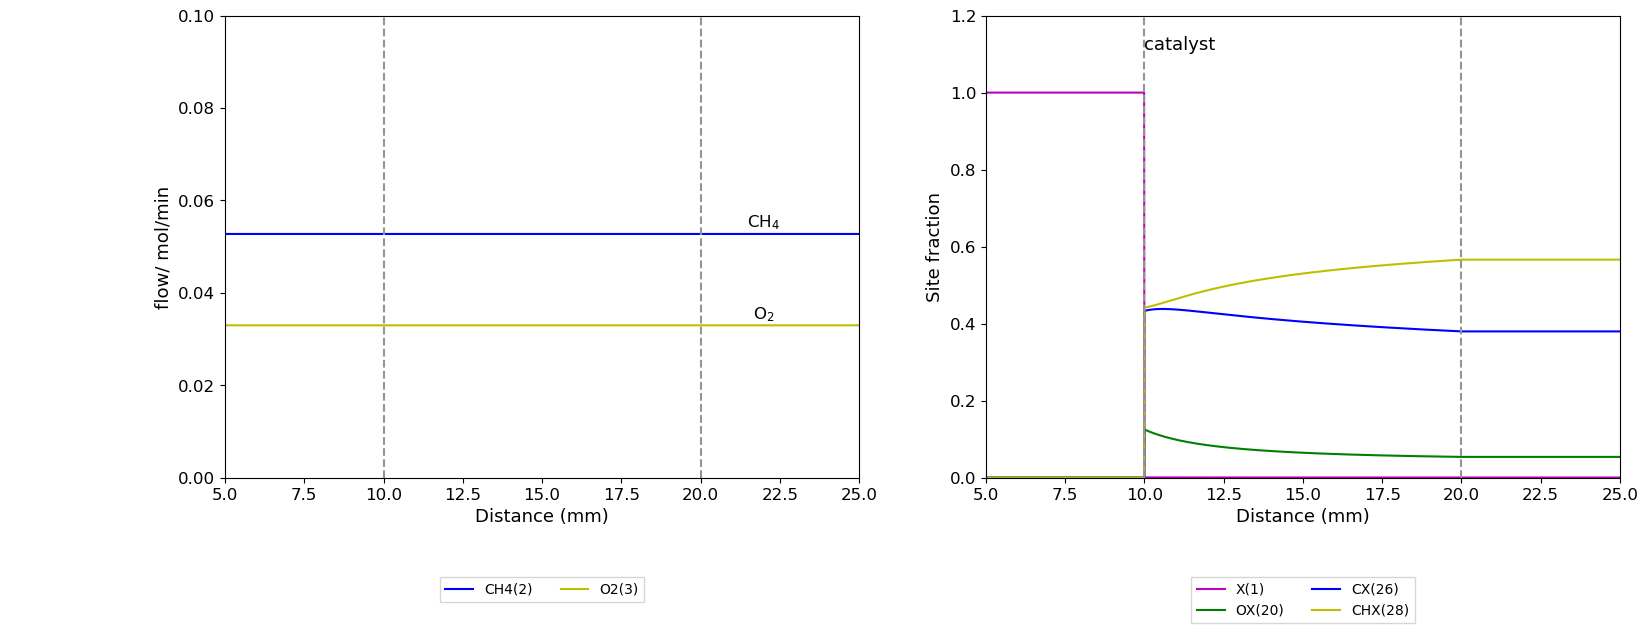 0.10
0.08
0.06
0.04
0.02
0.00
flow/ mol/min
CH4
O2
5.0 7.5 10.0 12.5 15.0 17.5 20.0 22.5 25.0
Distance (mm)
CH4(2) O2(3)
1.2
1.0
0.8
0.6
0.4
0.2
0.0
Site fraction
catalyst
5.0 7.5 10.0 12.5 15.0 17.5 20.0 22.5 25.0
Distance (mm)
X(1) CX(26)
OX(20) CHX(28)